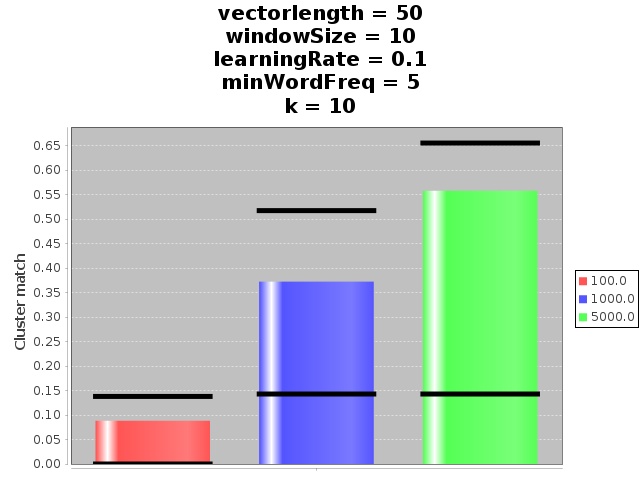 vectorlength = 50
windowSize = 10
learningRate = 0.1
minWordFreq = 5
k = 10
0.65
0.60
0.55
0.50
0.45
0.40
0.35
0.30
0.25
0.20
0.15
0.10
0.05
0.00
Cluster match
100.0
1000.0
5000.0